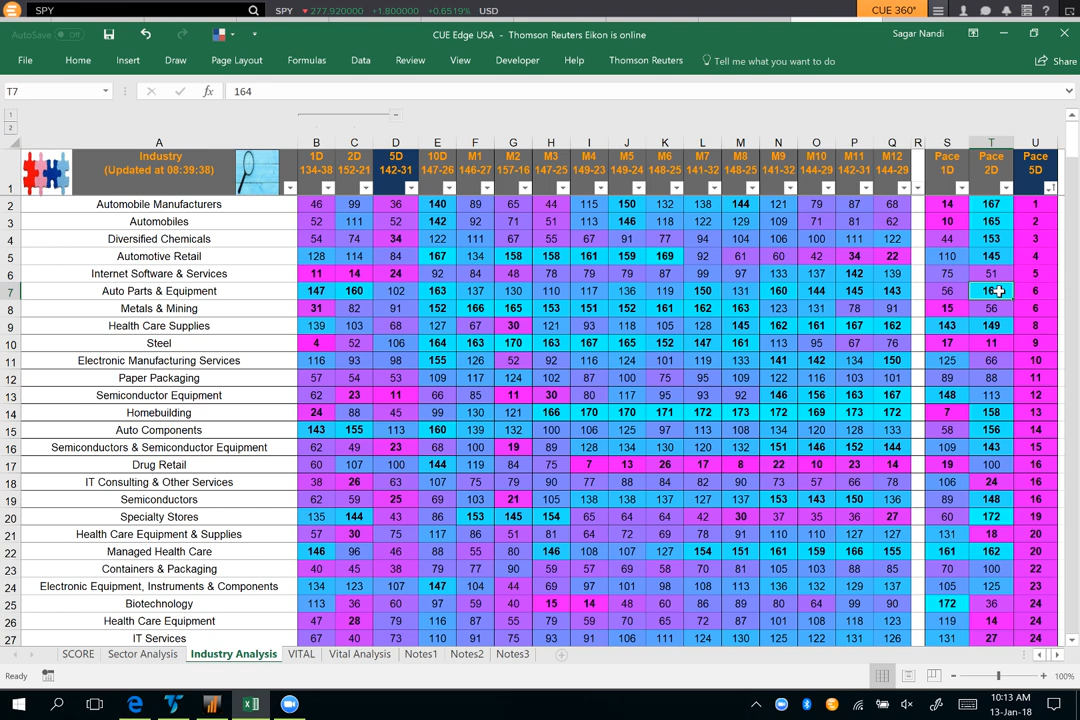 SPY SPY ▾277.920000 +1.800000 +0.6519% USD CUE 360°
AutoSave Off CUE Edge USA - Thomson Reuters Eikon is online Sagar Nandi
File Home Insert Draw Page Layout Formulas Data Review View Developer Help Thomson Reuters Tell me what you want to do Share
T7 fx 164
1
2
A B C D E F G H I J K L M N O P Q R S T U
Industry 1D 2D 5D 10D M1 M2 M3 M4 M5 M6 M7 M8 M9 M10 M11 M12 Pace Pace Pace
(Updated at 08:39:38) 134-38 152-21 142-31 147-26 146-27 157-16 147-25 149-23 149-24 148-25 141-32 148-25 141-32 144-29 142-31 144-29 1D 2D 5D
1
2 Automobile Manufacturers 46 99 36 140 89 65 44 115 150 132 138 144 121 79 87 68 14 167 1
3 Automobiles 52 111 52 142 92 71 51 113 146 118 122 129 109 71 81 62 10 165 2
4 Diversified Chemicals 54 74 34 122 111 67 55 67 91 77 94 104 106 100 111 122 44 153 3
5 Automotive Retail 128 114 84 167 134 158 158 161 159 169 92 61 60 42 34 22 110 145 4
6 Internet Software & Services 11 14 24 92 84 48 78 79 87 99 97 133 137 142 139 75 51 5
7 Auto Parts & Equipment 147 160 102 163 137 130 110 117 136 119 150 131 160 144 145 143 56 6
8 Metals & Mining 31 82 91 152 166 165 153 151 152 161 162 163 123 131 78 91 15 56 6
9 Health Care Supplies 139 103 68 127 67 30 121 93 118 105 128 145 162 161 167 162 143 149 8
10 Steel 4 52 106 164 163 170 163 167 165 152 147 161 113 95 67 76 17 11 9
11 Electronic Manufacturing Services 116 93 98 155 126 52 92 116 124 101 119 133 141 142 134 150 125 66 10
12 Paper Packaging 57 54 53 109 117 124 102 87 100 75 95 109 122 116 103 101 89 88 11
13 Semiconductor Equipment 62 23 11 66 85 11 30 80 117 95 93 92 146 156 163 167 148 113 12
14 Homebuilding 24 88 45 99 130 121 166 170 170 171 172 173 172 169 173 172 7 158 13
15 Auto Components 143 155 113 160 139 132 100 106 125 97 113 108 134 120 128 133 58 156 14
16 Semiconductors & Semiconductor Equipment 62 49 23 68 100 19 89 128 134 120 120 132 151 146 152 144 109 143 15
17 Drug Retail 60 107 100 144 119 84 75 7 13 26 17 8 22 10 23 14 19 100 16
18 IT Consulting & Other Services 38 26 63 107 75 79 90 77 88 84 82 90 73 57 66 78 106 24 16
19 Semiconductors 62 59 25 69 103 21 105 138 138 137 127 137 153 143 150 136 89 148 16
20 Specialty Stores 135 144 43 86 153 145 154 65 64 64 42 30 37 35 36 27 60 172 19
21 Health Care Equipment & Supplies 57 30 75 117 86 51 81 64 72 69 78 91 110 110 127 127 131 18 20
22 Managed Health Care 146 96 46 88 55 80 146 108 107 127 154 151 161 159 166 155 161 162 20
23 Containers & Packaging 40 45 38 79 77 90 59 57 69 58 70 81 103 88 85 70 100 22
24 Electronic Equipment, Instruments & Components 134 123 107 147 104 44 69 97 101 98 108 113 136 132 129 137 105 125 23
25 Biotechnology 113 36 60 97 59 40 15 14 48 60 86 89 80 64 99 90 172 36 24
26 Health Care Equipment 47 28 79 116 87 55 79 60 65 72 87 101 108 123 121 119 14 24
27 IT Services 67 40 73 110 91 75 93 91 106 111 124 130 125 122 131 126 131 27 24
SCORE Sector Analysis Industry Analysis VITAL Vital Analysis Notes1 Notes2 Notes3
Ready 100%
10:13 AM
13-Jan-18